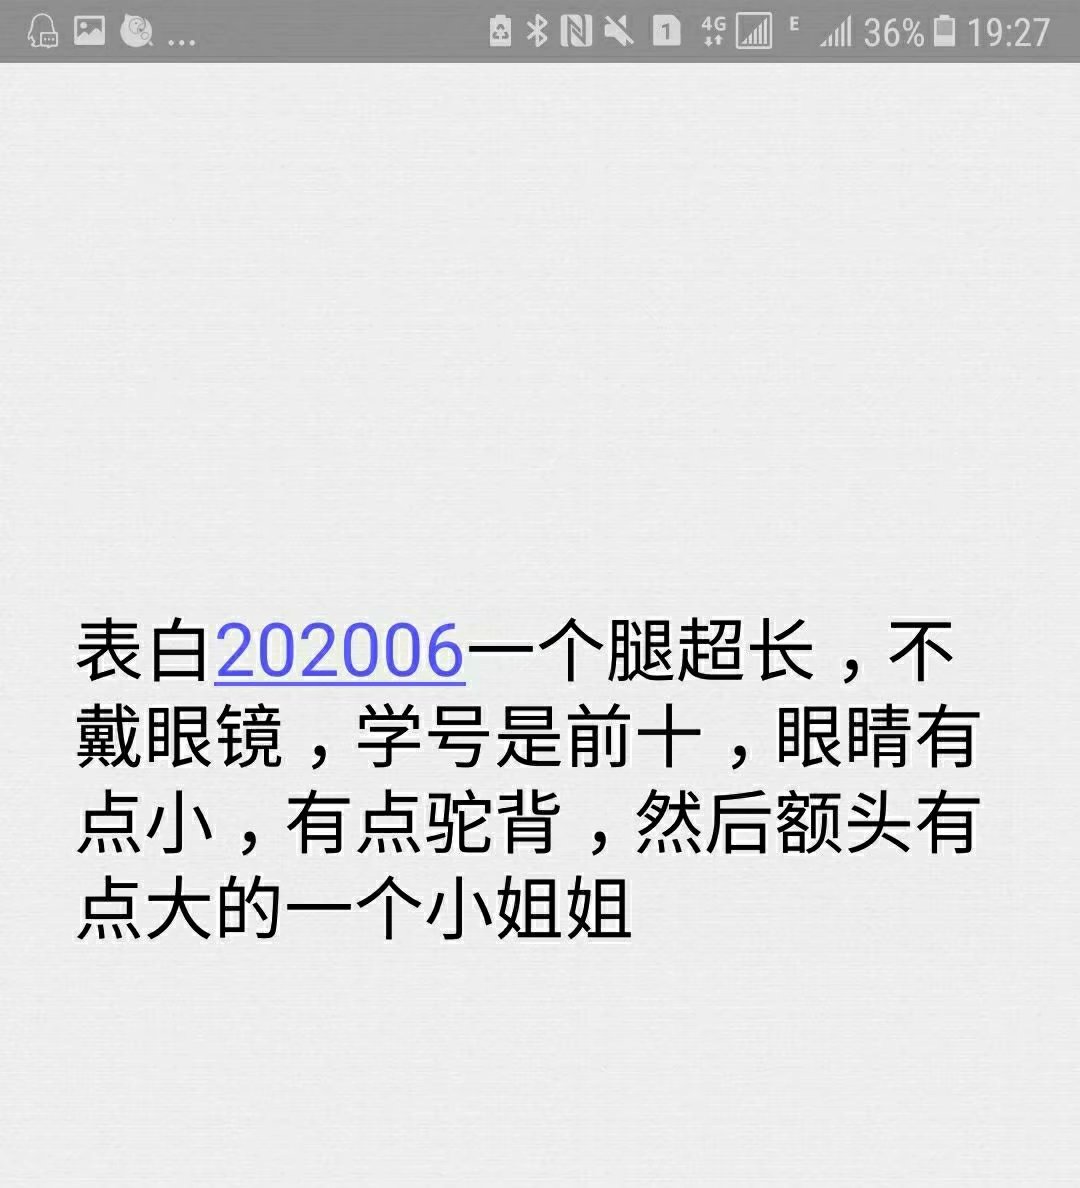 1 4G E 36% 19:27
表白202006一个腿超长，不
戴眼镜，学号是前十，眼睛有
点小，有点驼背，然后额头有
点大的一个小姐姐